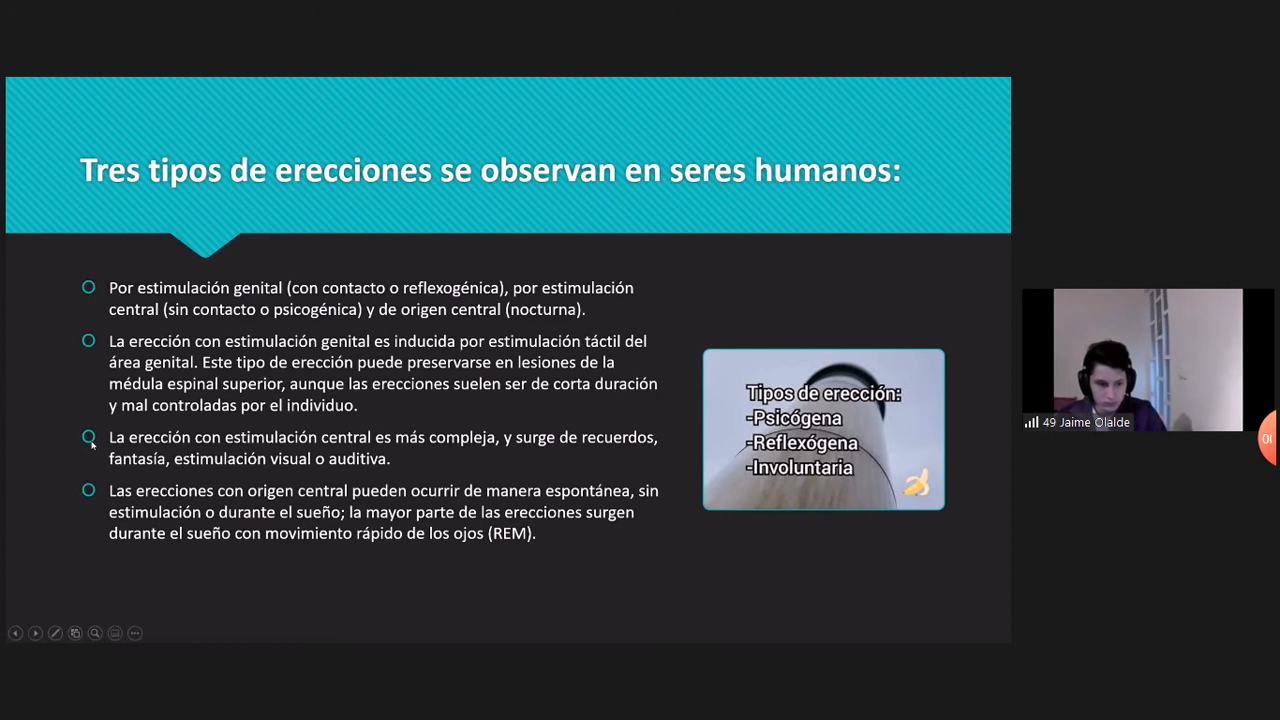 Tres tipos de erecciones se observan en seres humanos:
Por estimulación genital (con contacto o reflexogénica), por estimulación
central (sin contacto o psicogénica) y de origen central (nocturna).
La erección con estimulación genital es inducida por estimulación táctil del
área genital. Este tipo de erección puede preservarse en lesiones de la
médula espinal superior, aunque las erecciones suelen ser de corta duración
y mal controladas por el individuo.
La erección con estimulación central es más compleja, y surge de recuerdos,
fantasía, estimulación visual o auditiva.
Las erecciones con origen central pueden ocurrir de manera espontánea, sin
estimulación o durante el sueño; la mayor parte de las erecciones surgen
durante el sueño con movimiento rápido de los ojos (REM).
Tipos de erección:
-Psicógena
-Reflexógena
-Involuntaria
49 Jaime Olalde